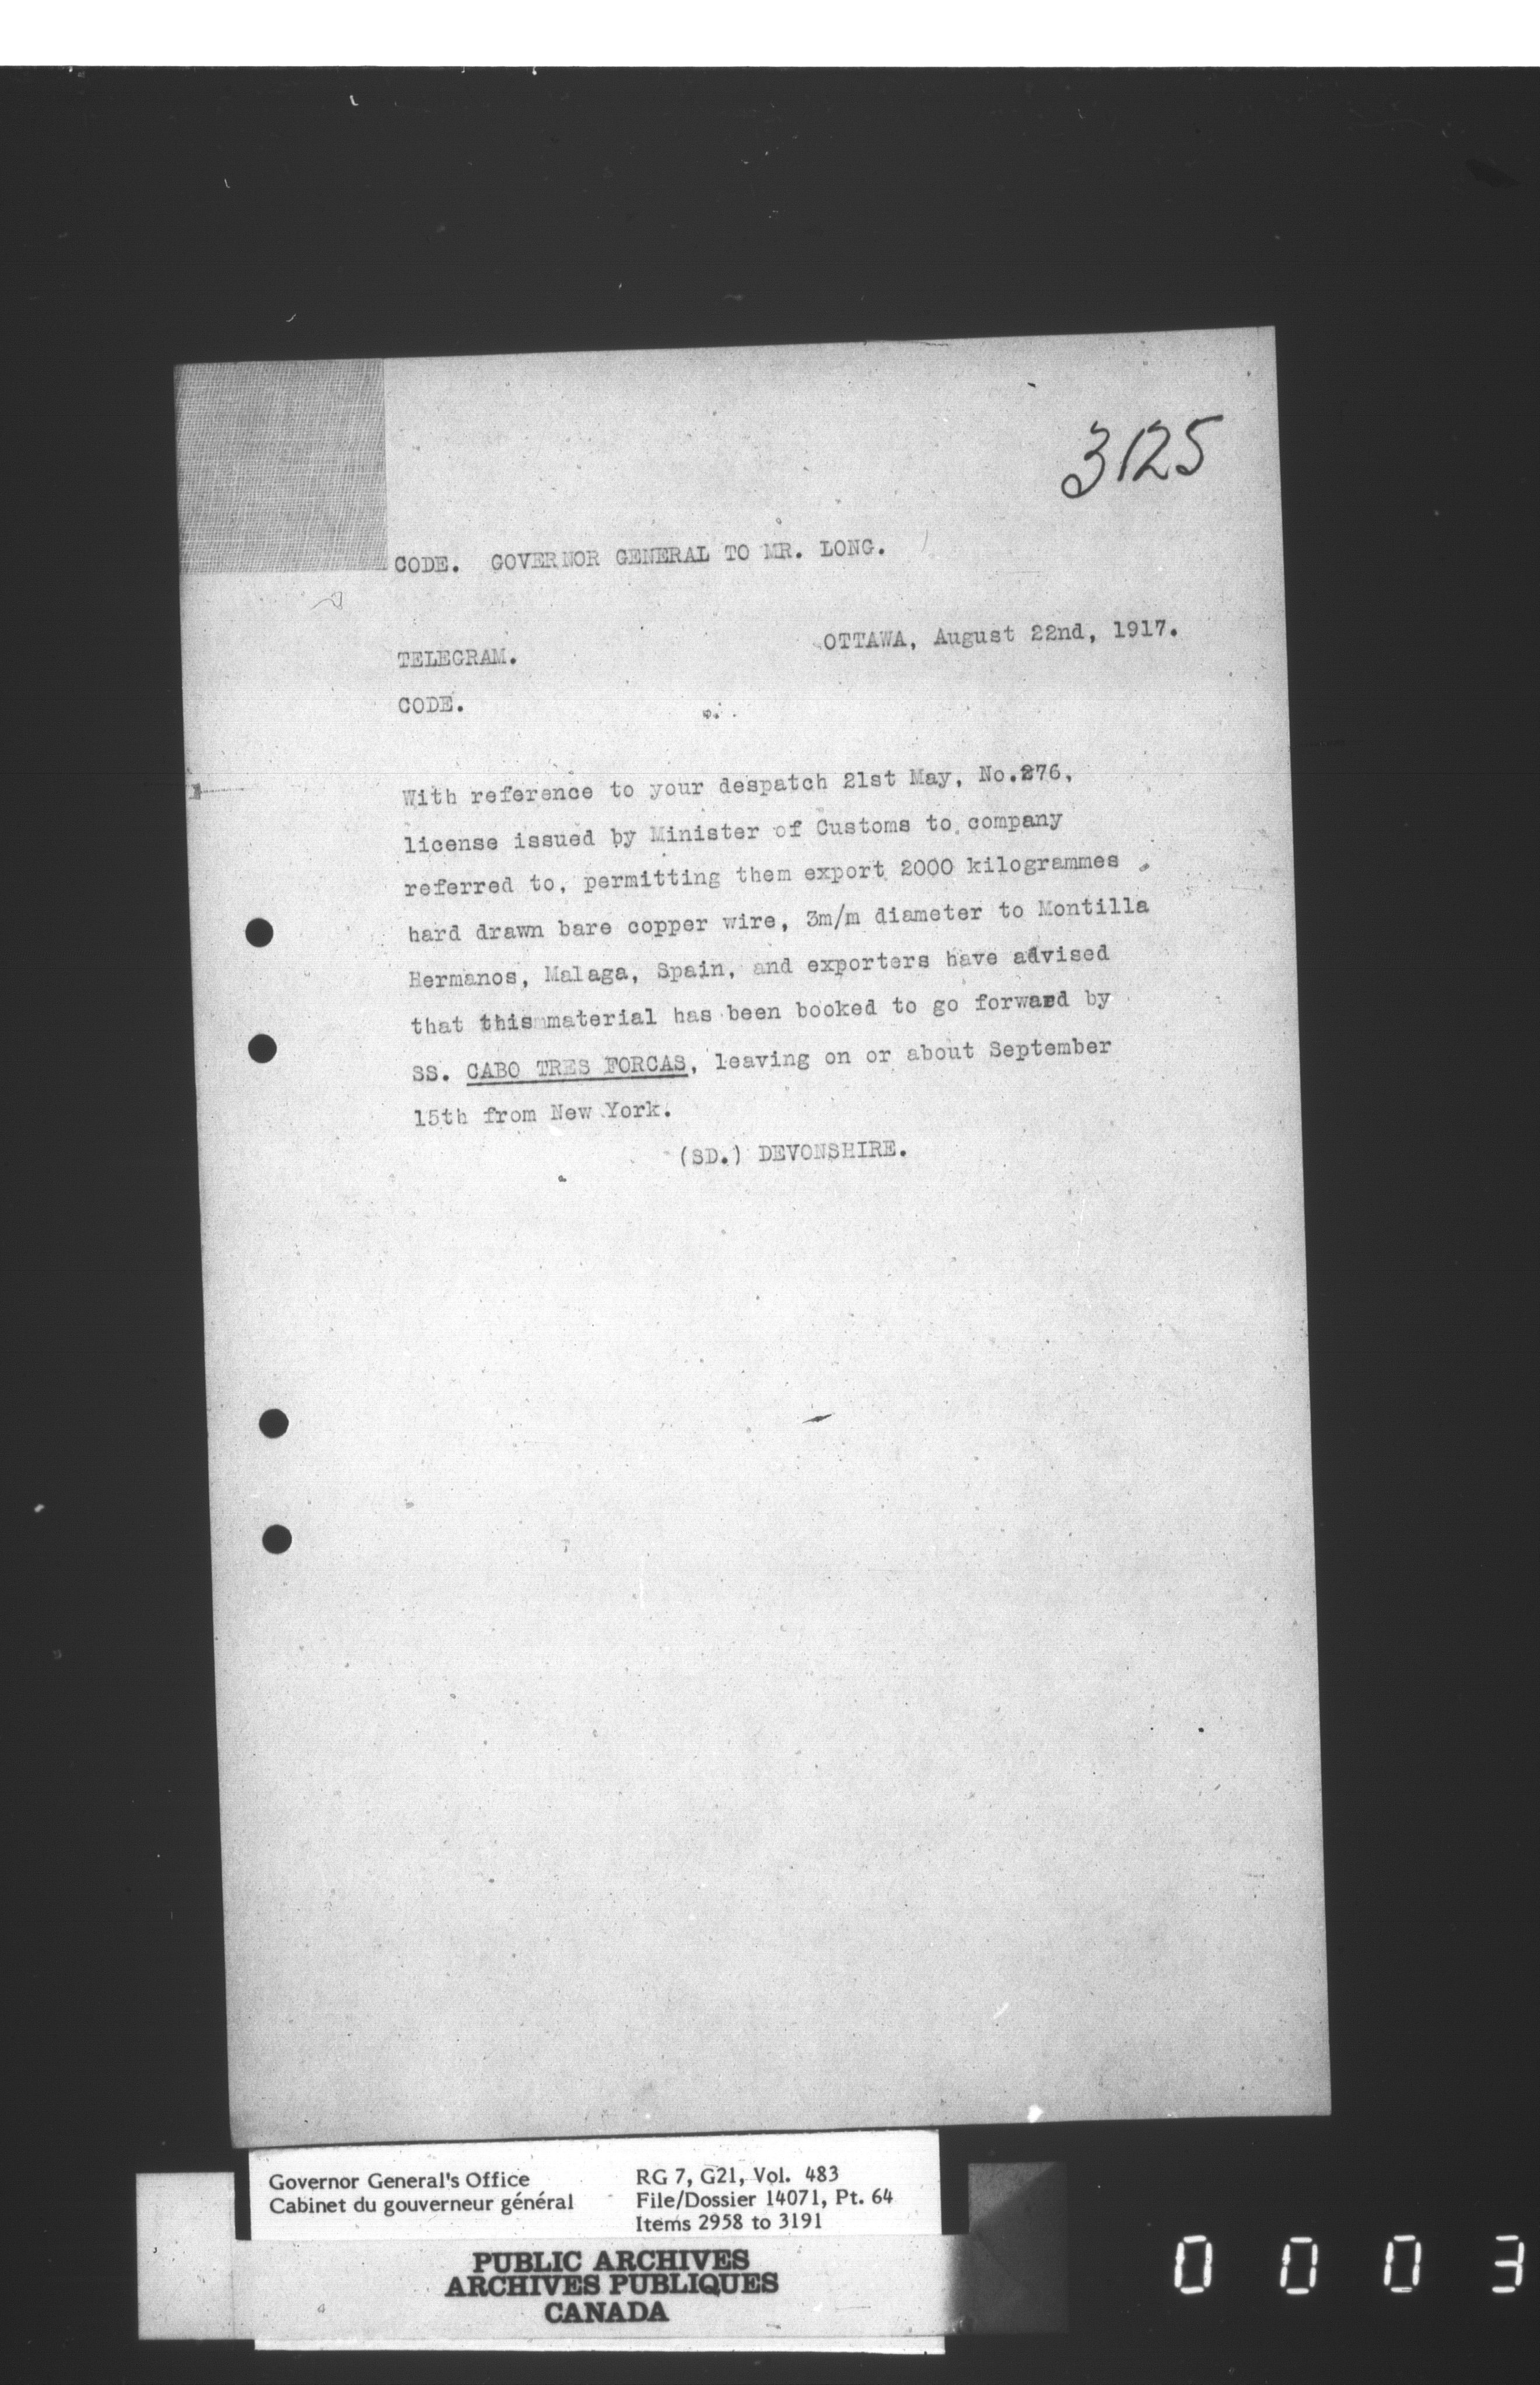 3125
CODE. GOVERNOR GENERAL TO MR. LONG.
OTTAWA, August 22nd, 1917.
TELEGRAM.
CODE.
With reference to your despatch 21st May, No.276,
license issued by Minister of Customs to company
referred to, permitting them export 2000 kilogrammes
hard drawn bare copper wire, 3m/m diameter to Montilla
Hermanos, Malaga, Spain, and exporters have advised
that this material has been booked to go forward by
SS. CABO TRES FORCAS, leaving on or about September
15th from New York.
(SD.) DEVONSHIRE.
Governor General's Office
Cabinet du gouverneur général
RG 7, G21, Vol. 483
File/Dossier 14071, Pt. 64
Items 2958 to 3191
PUBLIC ARCHIVES
ARCHIVES PUBLIQUES
CANADA
0 0 0 3